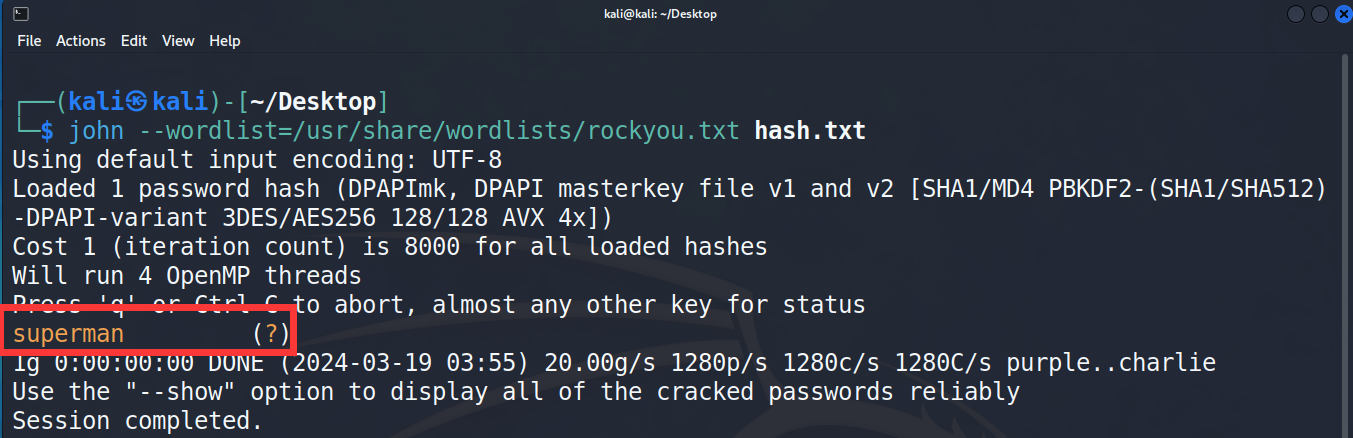 kali@kali: ~/Desktop
File Actions Edit View Help
┌──(kali㉿kali)-[~/Desktop]
└─$ john --wordlist=/usr/share/wordlists/rockyou.txt hash.txt
Using default input encoding: UTF-8
Loaded 1 password hash (DPAPImk, DPAPI masterkey file v1 and v2 [SHA1/MD4 PBKDF2-(SHA1/SHA512)
-DPAPI-variant 3DES/AES256 128/128 AVX 4x])
Cost 1 (iteration count) is 8000 for all loaded hashes
Will run 4 OpenMP threads
Press 'q' or Ctrl-C to abort, almost any other key for status
superman         (?)
1g 0:00:00:00 DONE (2024-03-19 03:55) 20.00g/s 1280p/s 1280c/s 1280C/s purple..charlie
Use the "--show" option to display all of the cracked passwords reliably
Session completed.